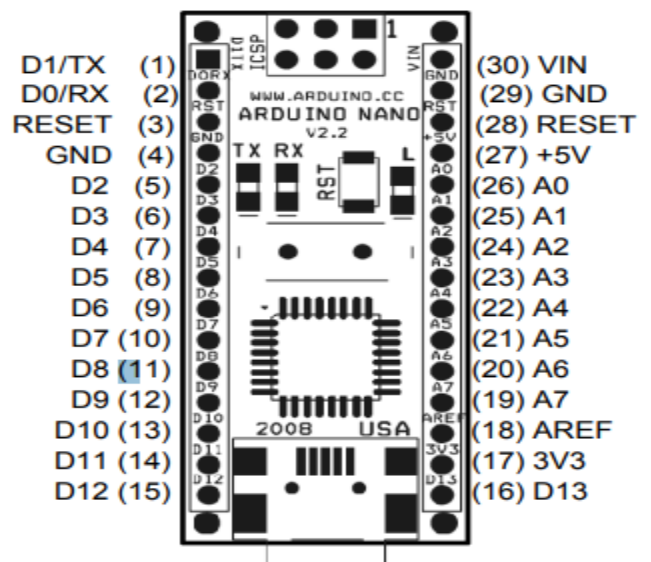 D1/TX (1)
D0/RX (2)
RESET (3)
GND (4)
D2 (5)
D3 (6)
D4 (7)
D5 (8)
D6 (9)
D7 (10)
D8 (11)
D9 (12)
D10 (13)
D11 (14)
D12 (15)
D1TX
D0RX
RST
GND
D2
D3
D4
D5
D6
D7
D8
D9
D10
D11
D12
ICSP
1
WWW.ARDUINO.CC
ARDUINO NANO
V2.2
TX RX
RST
L
2008 USA
VIN
GND
RST
+5V
A0
A1
A2
A3
A4
A5
A6
A7
AREF
3V3
D13
(30) VIN
(29) GND
(28) RESET
(27) +5V
(26) A0
(25) A1
(24) A2
(23) A3
(22) A4
(21) A5
(20) A6
(19) A7
(18) AREF
(17) 3V3
(16) D13